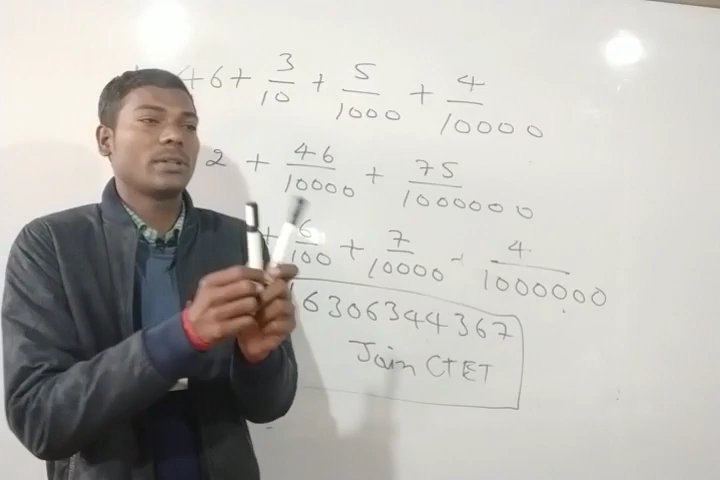 46 + 3/10 + 5/1000 + 4/10000
2 + 46/10000 + 75/1000000
+ 6/100 + 7/10000 + 4/1000000
6306344367
Join CTET